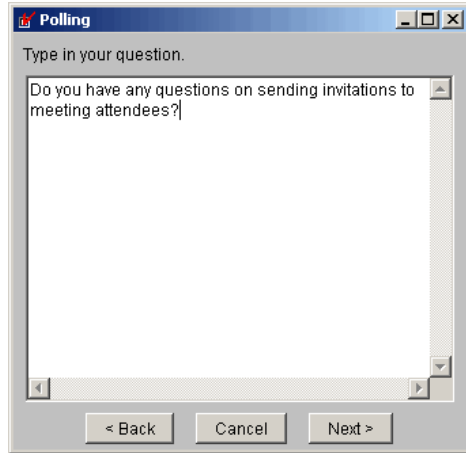 Polling
Type in your question.
Do you have any questions on sending invitations to
meeting attendees?
< Back
Cancel
Next >